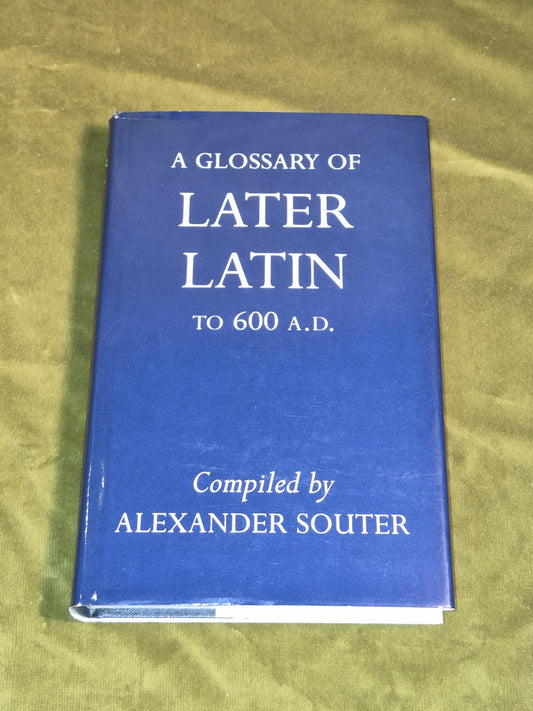 A GLOSSARY OF
LATER
LATIN
TO 600 A.D.
Compiled by
ALEXANDER SOUTER